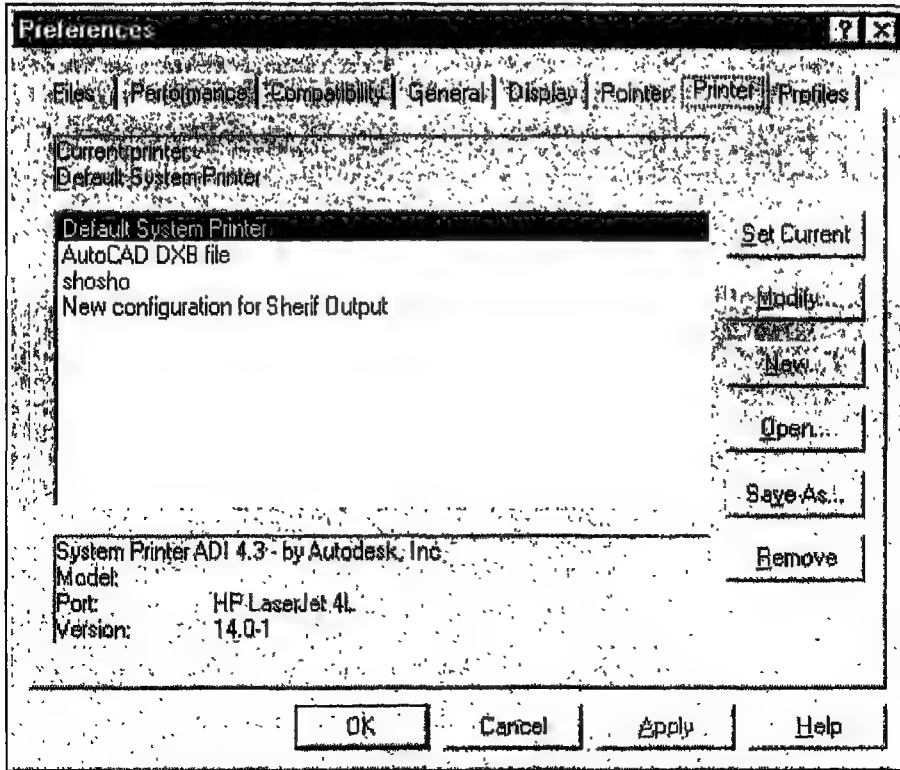 Preferences
Files Performance Compatibility General Display Pointer Printer Profiles
Current printer:
Default System Printer
Default System Printer
AutoCAD DXB file
shosho
New configuration for Sherif Output
Set Current
Modify...
New...
Open...
Save As...
Remove
System Printer ADI 4.3 - by Autodesk, Inc
Model:
Port: HP LaserJet 4L
Version: 14.0-1
OK Cancel Apply Help